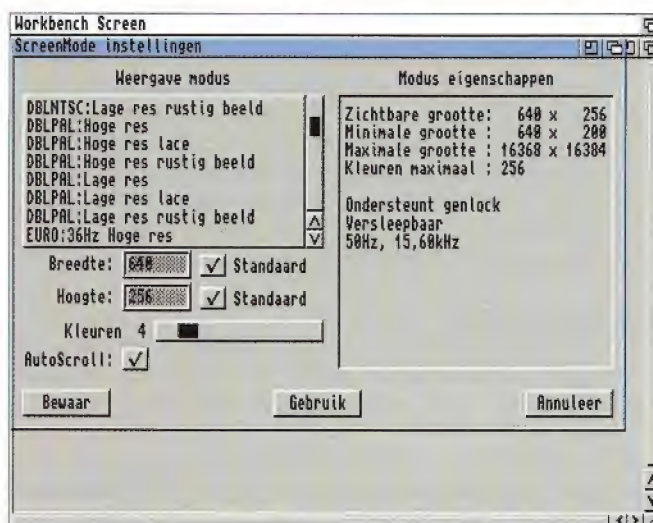 Workbench Screen
ScreenMode instellingen
Weergave modus
DBLNTSC:Lage res rustig beeld
DBLPAL:Hoge res
DBLPAL:Hoge res lace
DBLPAL:Hoge res rustig beeld
DBLPAL:Lage res
DBLPAL:Lage res lace
DBLPAL:Lage res rustig beeld
EURO:36Hz Hoge res
Breedte: 640 ✓ Standaard
Hoogte: 256 ✓ Standaard
Kleuren 4
AutoScroll: ✓
Modus eigenschappen
Zichtbare grootte: 640 x 256
Minimale grootte : 640 x 200
Maximale grootte : 16368 x 16384
Kleuren maximaal : 256
Ondersteunt genlock
Versleepbaar
50Hz, 15,60kHz
Bewaar
Gebruik
Annuleer